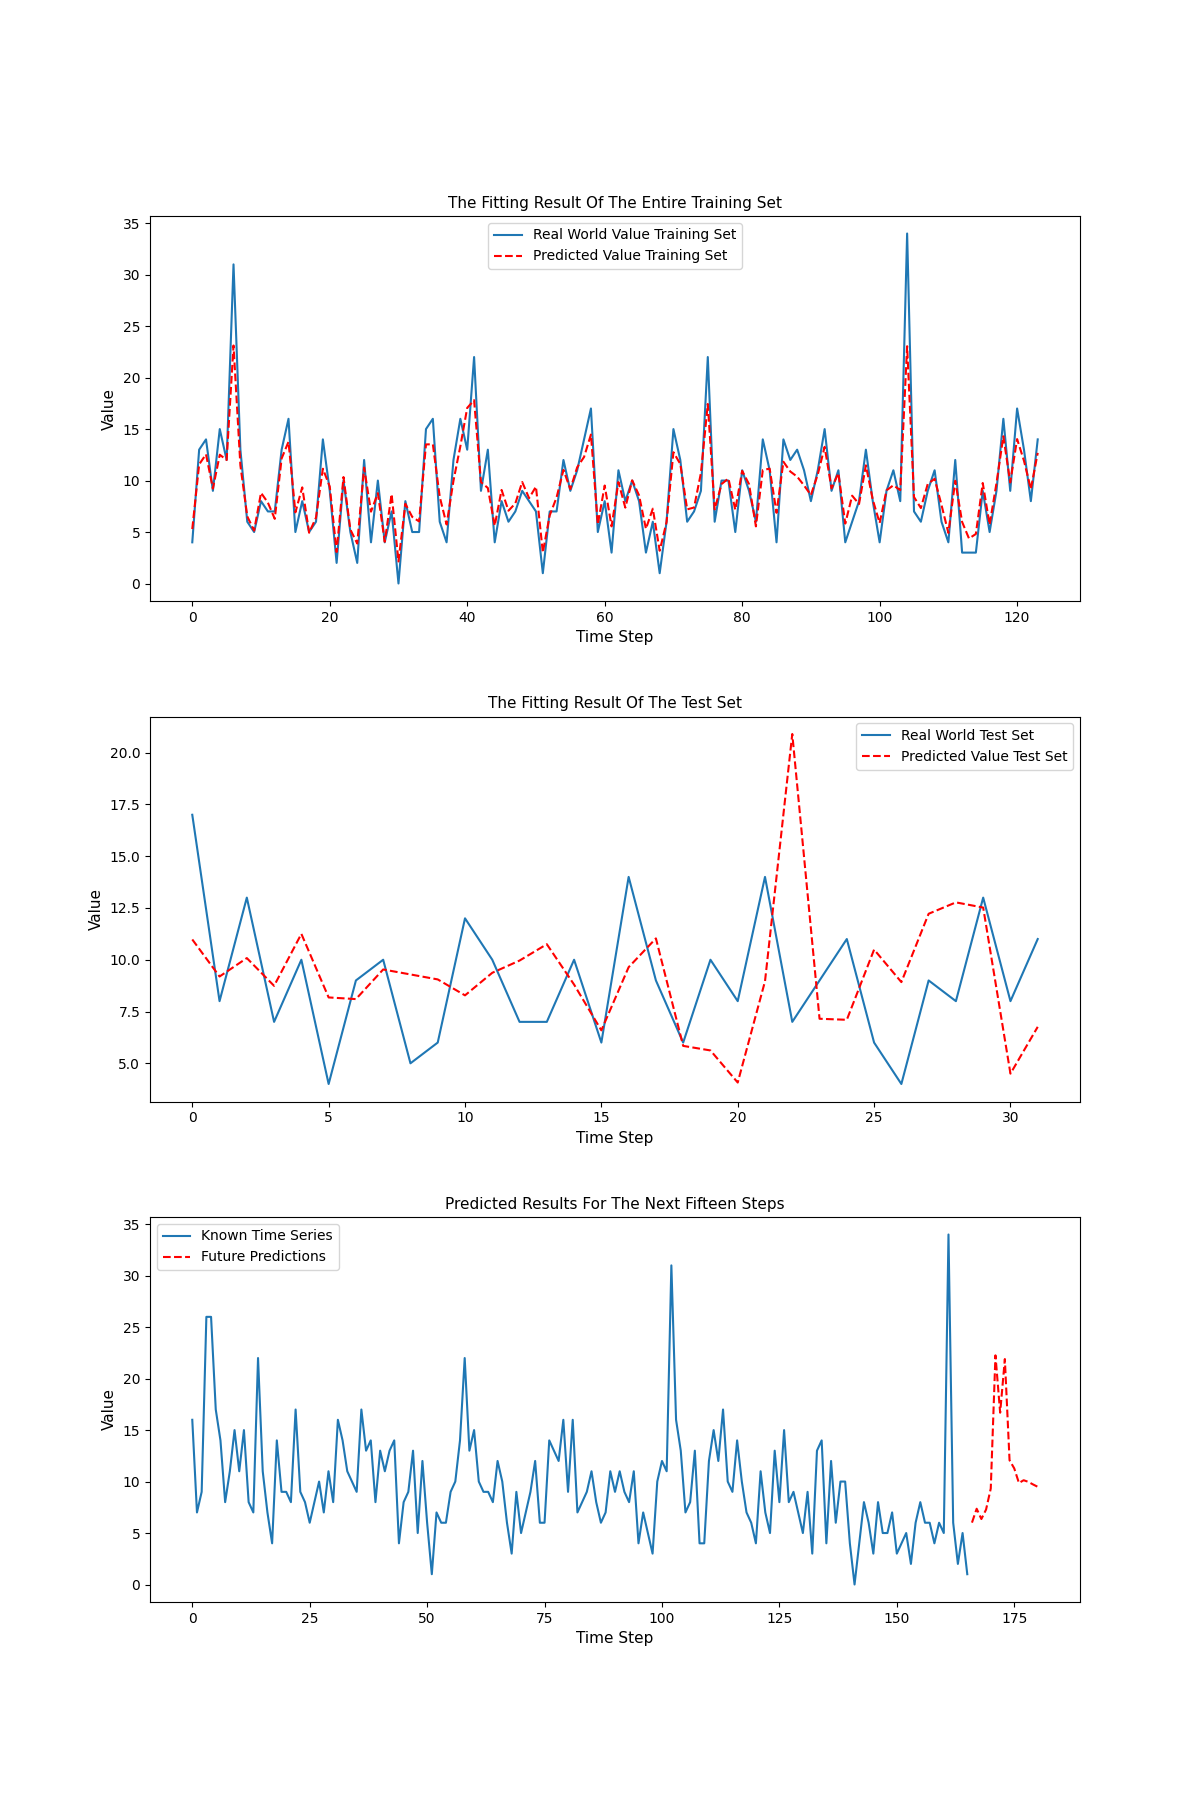 The Fitting Result Of The Entire Training Set
Real World Value Training Set
Predicted Value Training Set
35
30
25
20
15
10
5
0
Value
0 20 40 60 80 100 120
Time Step
The Fitting Result Of The Test Set
Real World Test Set
Predicted Value Test Set
20.0
17.5
15.0
12.5
10.0
7.5
5.0
Value
0 5 10 15 20 25 30
Time Step
Predicted Results For The Next Fifteen Steps
Known Time Series
Future Predictions
35
30
25
20
15
10
5
0
Value
0 25 50 75 100 125 150 175
Time Step